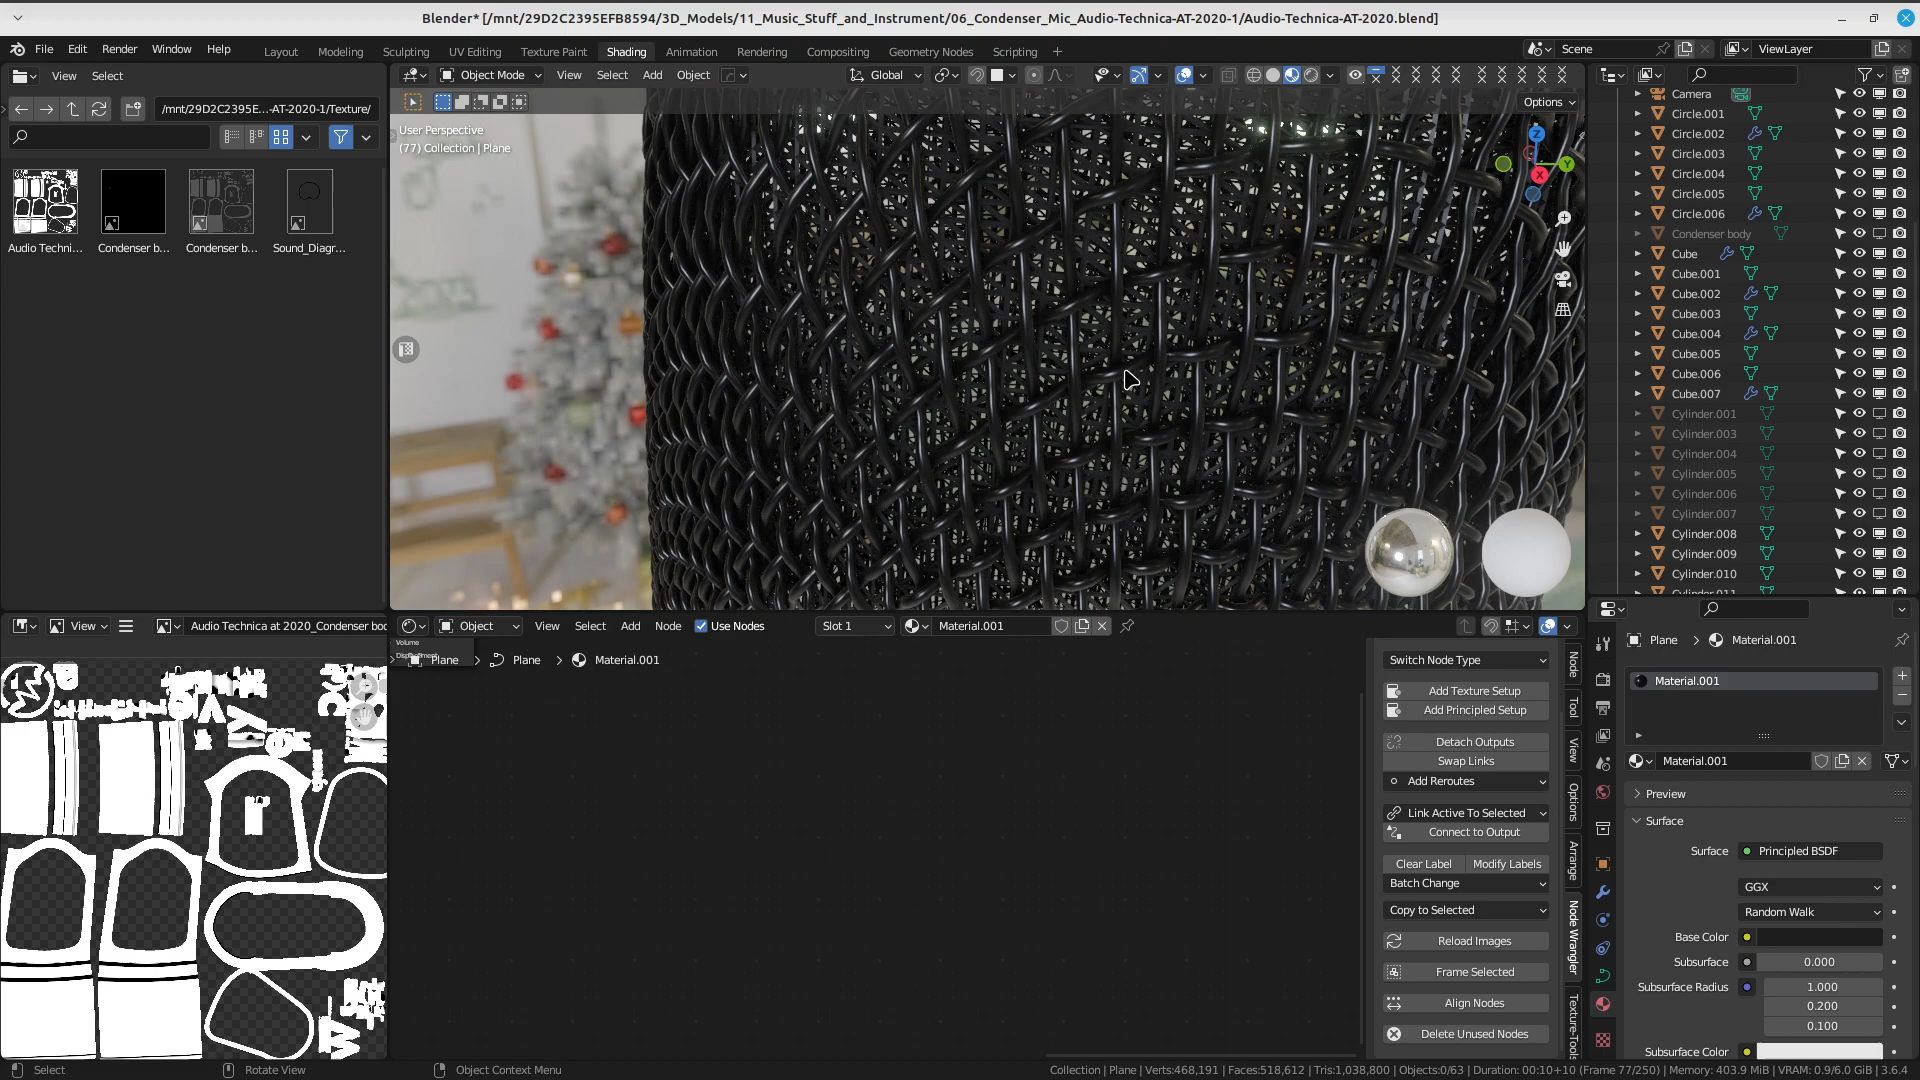 Blender* [/mnt/29D2C2395EFB8594/3D_Models/11_Music_Stuff_and_Instrument/06_Condenser_Mic_Audio-Technica-AT-2020-1/Audio-Technica-AT-2020.blend]
File Edit Render Window Help Layout Modeling Sculpting UV Editing Texture Paint Shading Animation Rendering Compositing Geometry Nodes Scripting + Scene ViewLayer
View Select Object Mode View Select Add Object Global
/mnt/29D2C2395E...-AT-2020-1/Texture/
Options
User Perspective
(77) Collection | Plane
Z
Y
X
Audio Techni... Condenser b... Condenser b... Sound_Diagr...
Camera
Circle.001
Circle.002
Circle.003
Circle.004
Circle.005
Circle.006
Condenser body
Cube
Cube.001
Cube.002
Cube.003
Cube.004
Cube.005
Cube.006
Cube.007
Cylinder.001
Cylinder.003
Cylinder.004
Cylinder.005
Cylinder.006
Cylinder.007
Cylinder.008
Cylinder.009
Cylinder.010
View Audio Technica at 2020_Condenser boc
Object View Select Add Node Use Nodes Slot 1 Material.001
Volume
Plane > Plane > Material.001
Switch Node Type
Add Texture Setup
Add Principled Setup
Detach Outputs
Swap Links
Add Reroutes
Link Active To Selected
Connect to Output
Clear Label Modify Labels
Batch Change
Copy to Selected
Reload Images
Frame Selected
Align Nodes
Delete Unused Nodes
Node
Tool
View
Options
Arrange
Node Wrangler
Texture-Tools
Plane > Material.001
Material.001
Material.001
Preview
Surface
Surface Principled BSDF
GGX
Random Walk
Base Color
Subsurface 0.000
Subsurface Radius 1.000
0.200
0.100
Subsurface Color
Select Rotate View Object Context Menu
Collection | Plane | Verts:468,191 | Faces:518,612 | Tris:1,038,800 | Objects:0/63 | Duration: 00:10+10 (Frame 77/250) | Memory: 403.9 MiB | VRAM: 0.9/6.0 GiB | 3.6.4